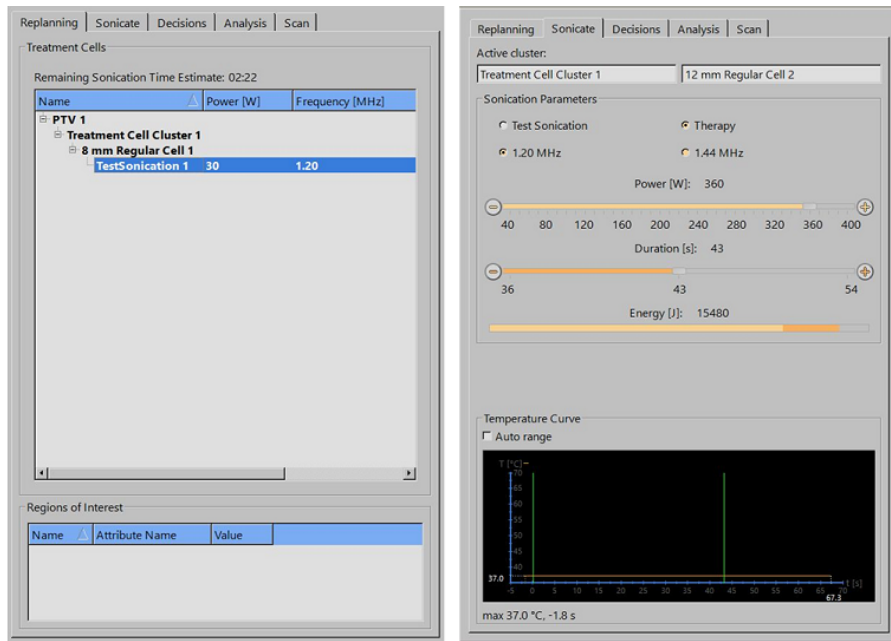 Replanning Sonicate Decisions Analysis Scan
Treatment Cells
Remaining Sonication Time Estimate: 02:22
Name Power [W] Frequency [MHz]
PTV 1
Treatment Cell Cluster 1
8 mm Regular Cell 1
TestSonication 1 30 1.20
Regions of Interest
Name Attribute Name Value
Replanning Sonicate Decisions Analysis Scan
Active cluster:
Treatment Cell Cluster 1 12 mm Regular Cell 2
Sonication Parameters
Test Sonication Therapy
1.20 MHz 1.44 MHz
Power [W]: 360
40 80 120 160 200 240 280 320 360 400
Duration [s]: 43
36 43 54
Energy [J]: 15480
Temperature Curve
Auto range
T [°C]
70
65
60
55
50
45
40
37.0
-5 0 5 10 15 20 25 30 35 40 45 50 55 60 65 70 t [s]
67.3
max 37.0 °C, -1.8 s